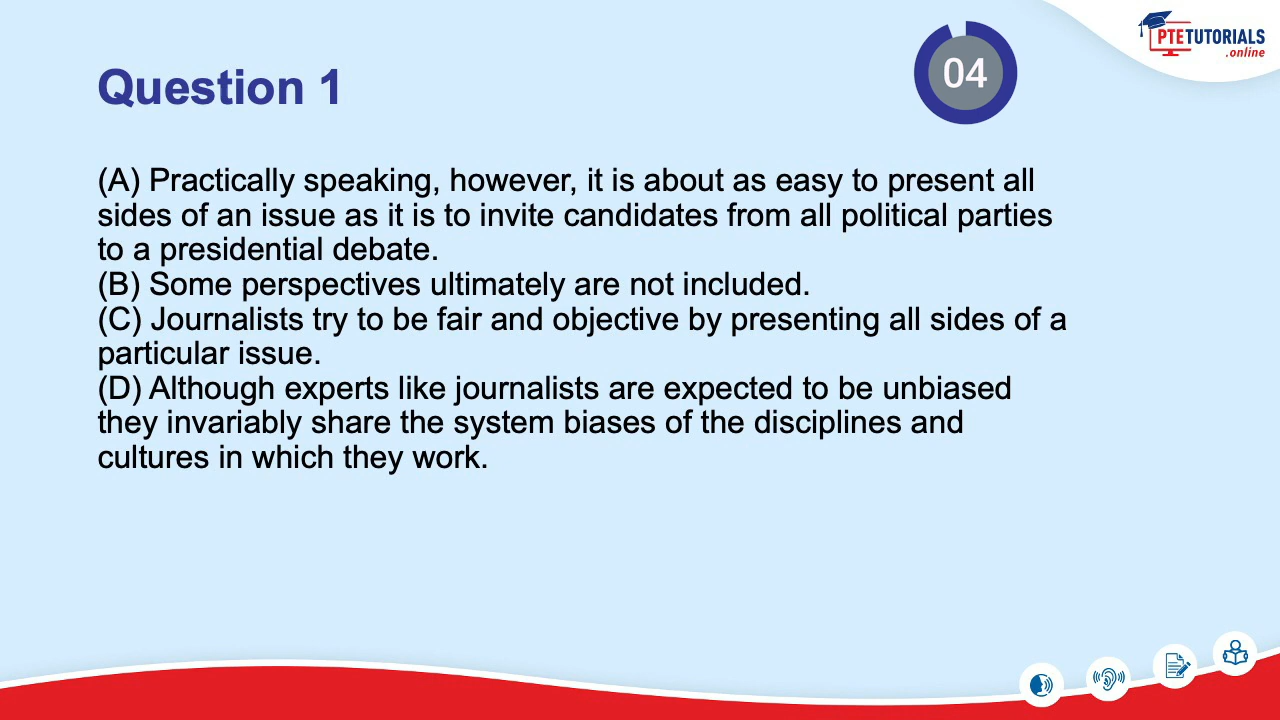 PTETUTORIALS
.online
04
Question 1
(A) Practically speaking, however, it is about as easy to present all
sides of an issue as it is to invite candidates from all political parties
to a presidential debate.
(B) Some perspectives ultimately are not included.
(C) Journalists try to be fair and objective by presenting all sides of a
particular issue.
(D) Although experts like journalists are expected to be unbiased
they invariably share the system biases of the disciplines and
cultures in which they work.